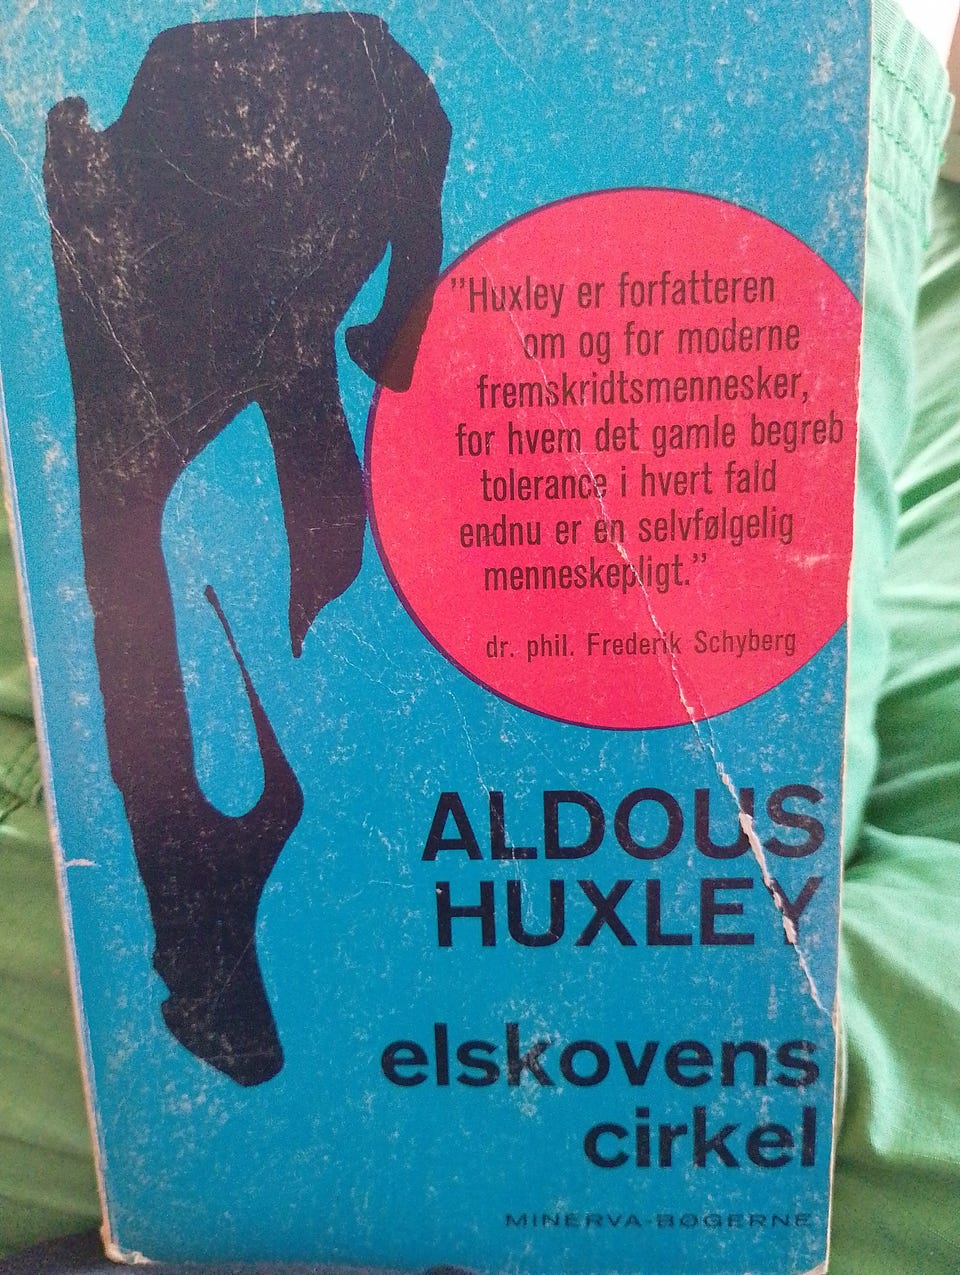 ”Huxley er forfatteren
om og for moderne
fremskridtsmennesker,
for hvem det gamle begreb
tolerance i hvert fald
endnu er en selvfølgelig
menneskepligt.”
dr. phil. Frederik Schyberg
ALDOUS
HUXLEY
elskovens
cirkel
MINERVA-BØGERNE